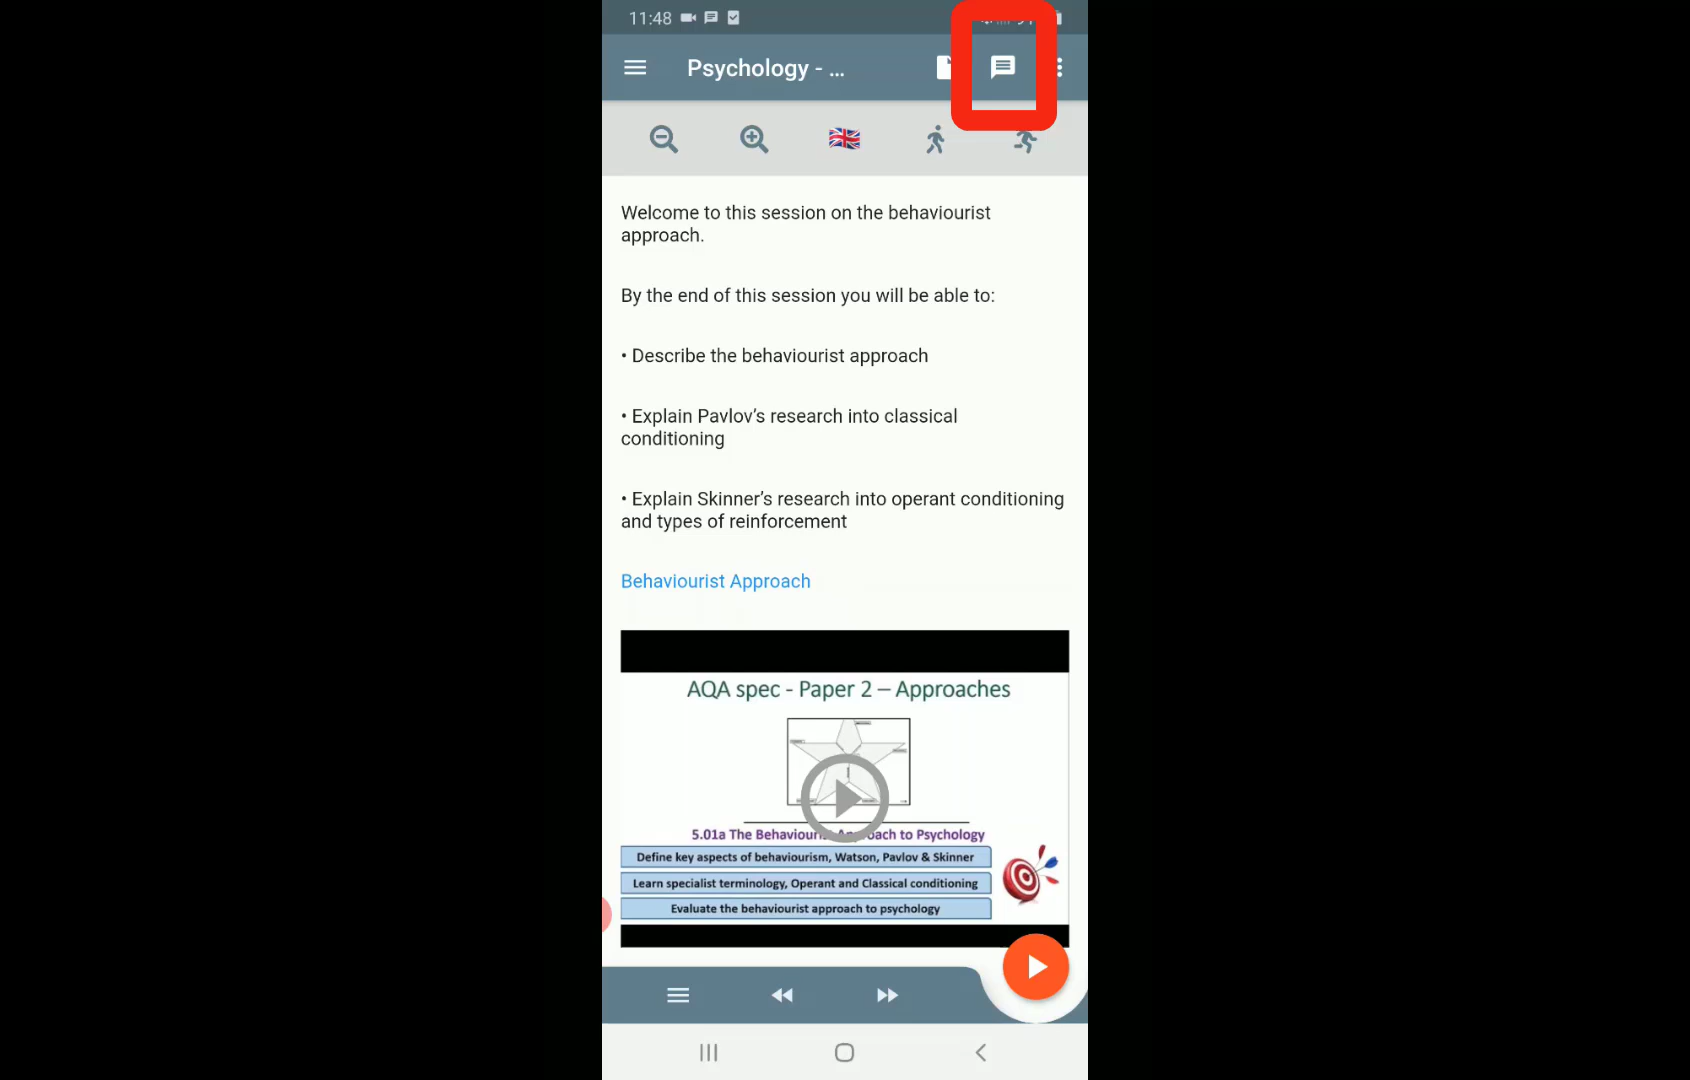 11:48
Psychology - ...
Welcome to this session on the behaviourist
approach.
By the end of this session you will be able to:
• Describe the behaviourist approach
• Explain Pavlov’s research into classical
conditioning
• Explain Skinner’s research into operant conditioning
and types of reinforcement
Behaviourist Approach
AQA spec - Paper 2 – Approaches
5.01a The Behaviourist Approach to Psychology
Define key aspects of behaviourism, Watson, Pavlov & Skinner
Learn specialist terminology, Operant and Classical conditioning
Evaluate the behaviourist approach to psychology